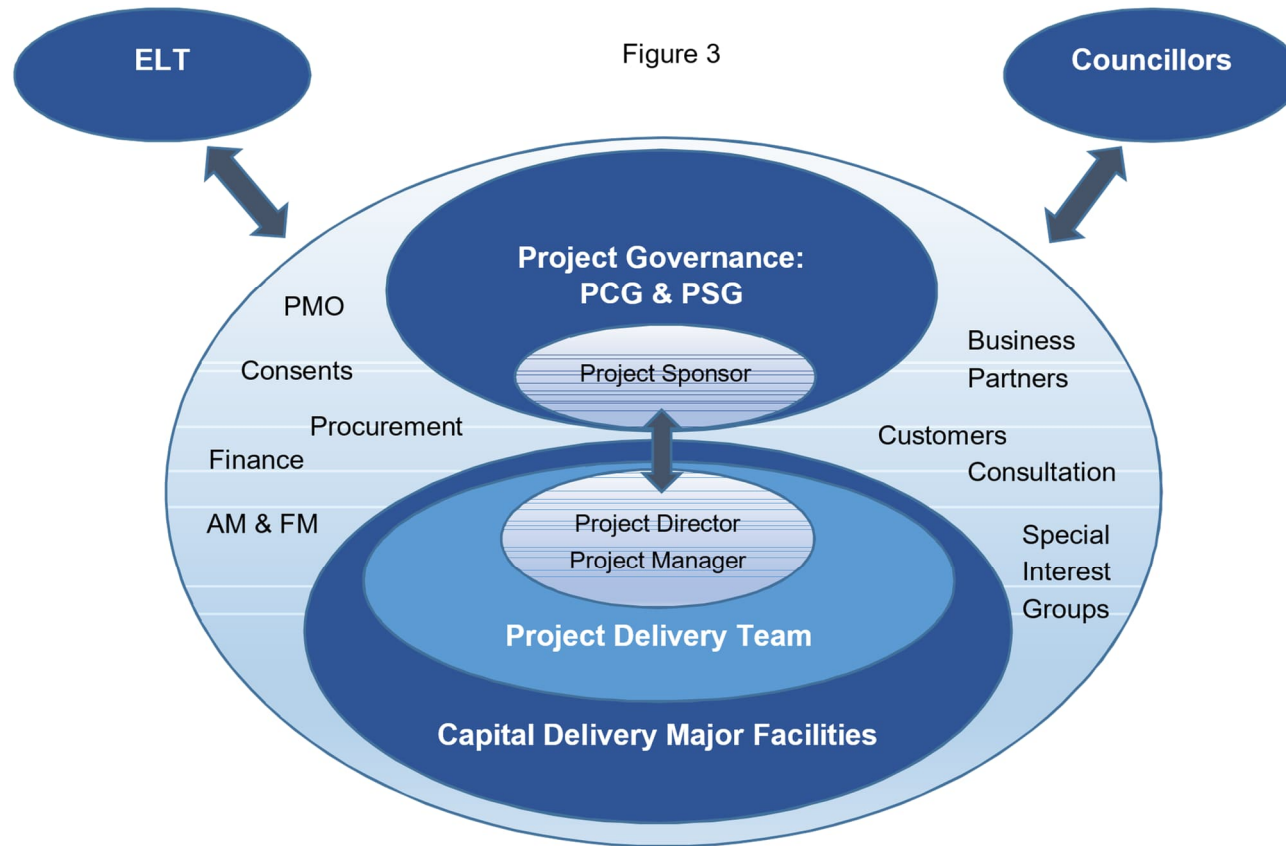 ELT
Figure 3
Councillors
Project Governance:
PCG & PSG
Project Sponsor
PMO
Consents
Procurement
Finance
AM & FM
Business
Partners
Customers
Consultation
Special
Interest
Groups
Project Director
Project Manager
Project Delivery Team
Capital Delivery Major Facilities